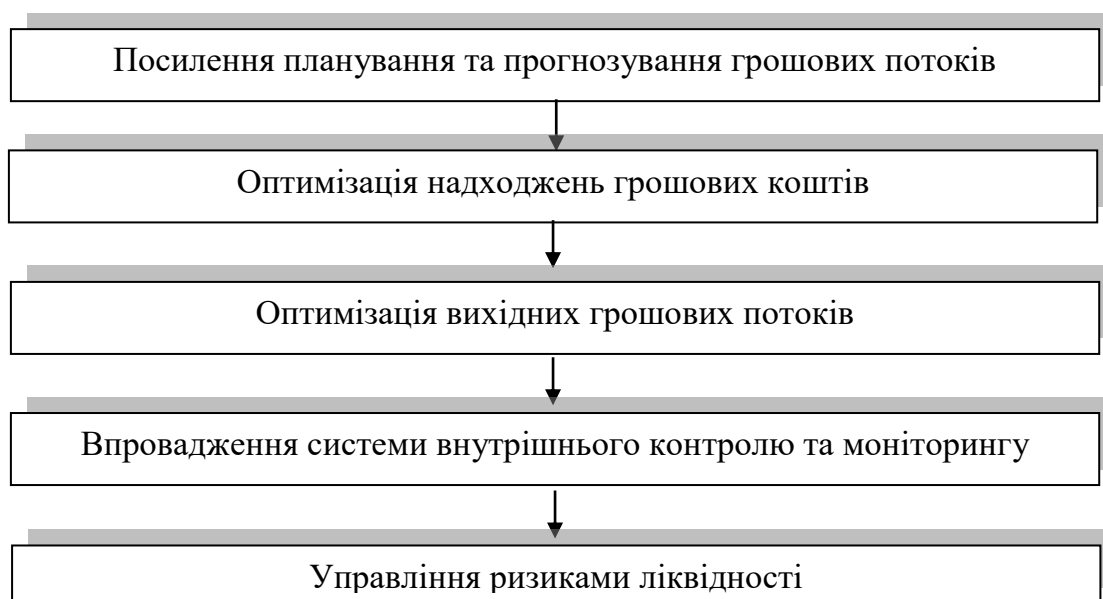 Посилення планування та прогнозування грошових потоків
Оптимізація надходжень грошових коштів
Оптимізація вихідних грошових потоків
Впровадження системи внутрішнього контролю та моніторингу
Управління ризиками ліквідності